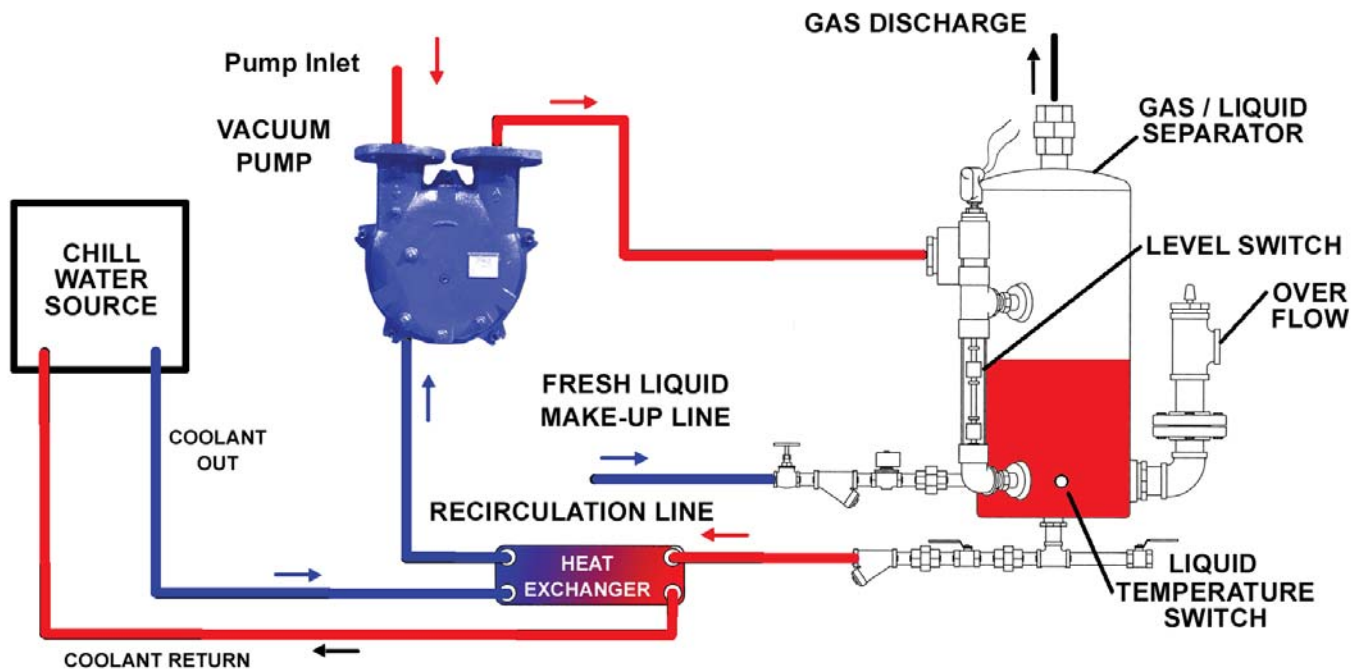 GAS DISCHARGE
Pump Inlet
VACUUM
PUMP
GAS / LIQUID
SEPARATOR
CHILL
WATER
SOURCE
LEVEL SWITCH
OVER
FLOW
FRESH LIQUID
MAKE-UP LINE
COOLANT
OUT
RECIRCULATION LINE
HEAT
EXCHANGER
LIQUID
TEMPERATURE
SWITCH
COOLANT RETURN